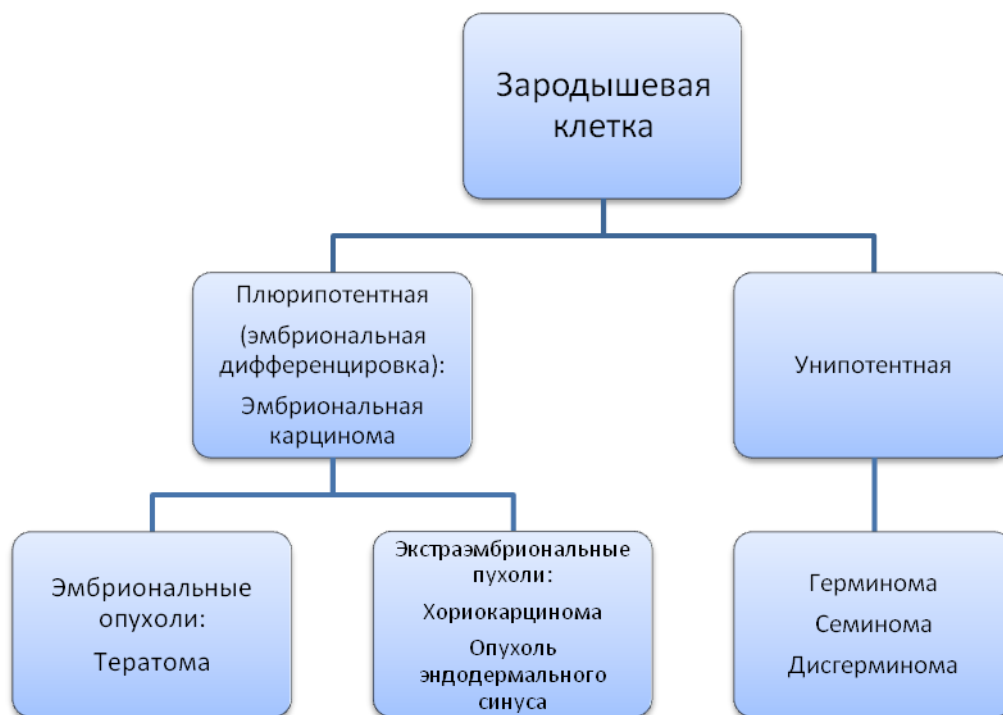 Зародышевая
клетка
Плюрипотентная
(эмбриональная
дифференцировка):
Эмбриональная
карцинома
Унипотентная
Эмбриональные
опухоли:
Тератома
Экстраэмбриональные
пухоли:
Хориокарцинома
Опухоль
эндодермального
синуса
Герминома
Семинома
Дисгерминома